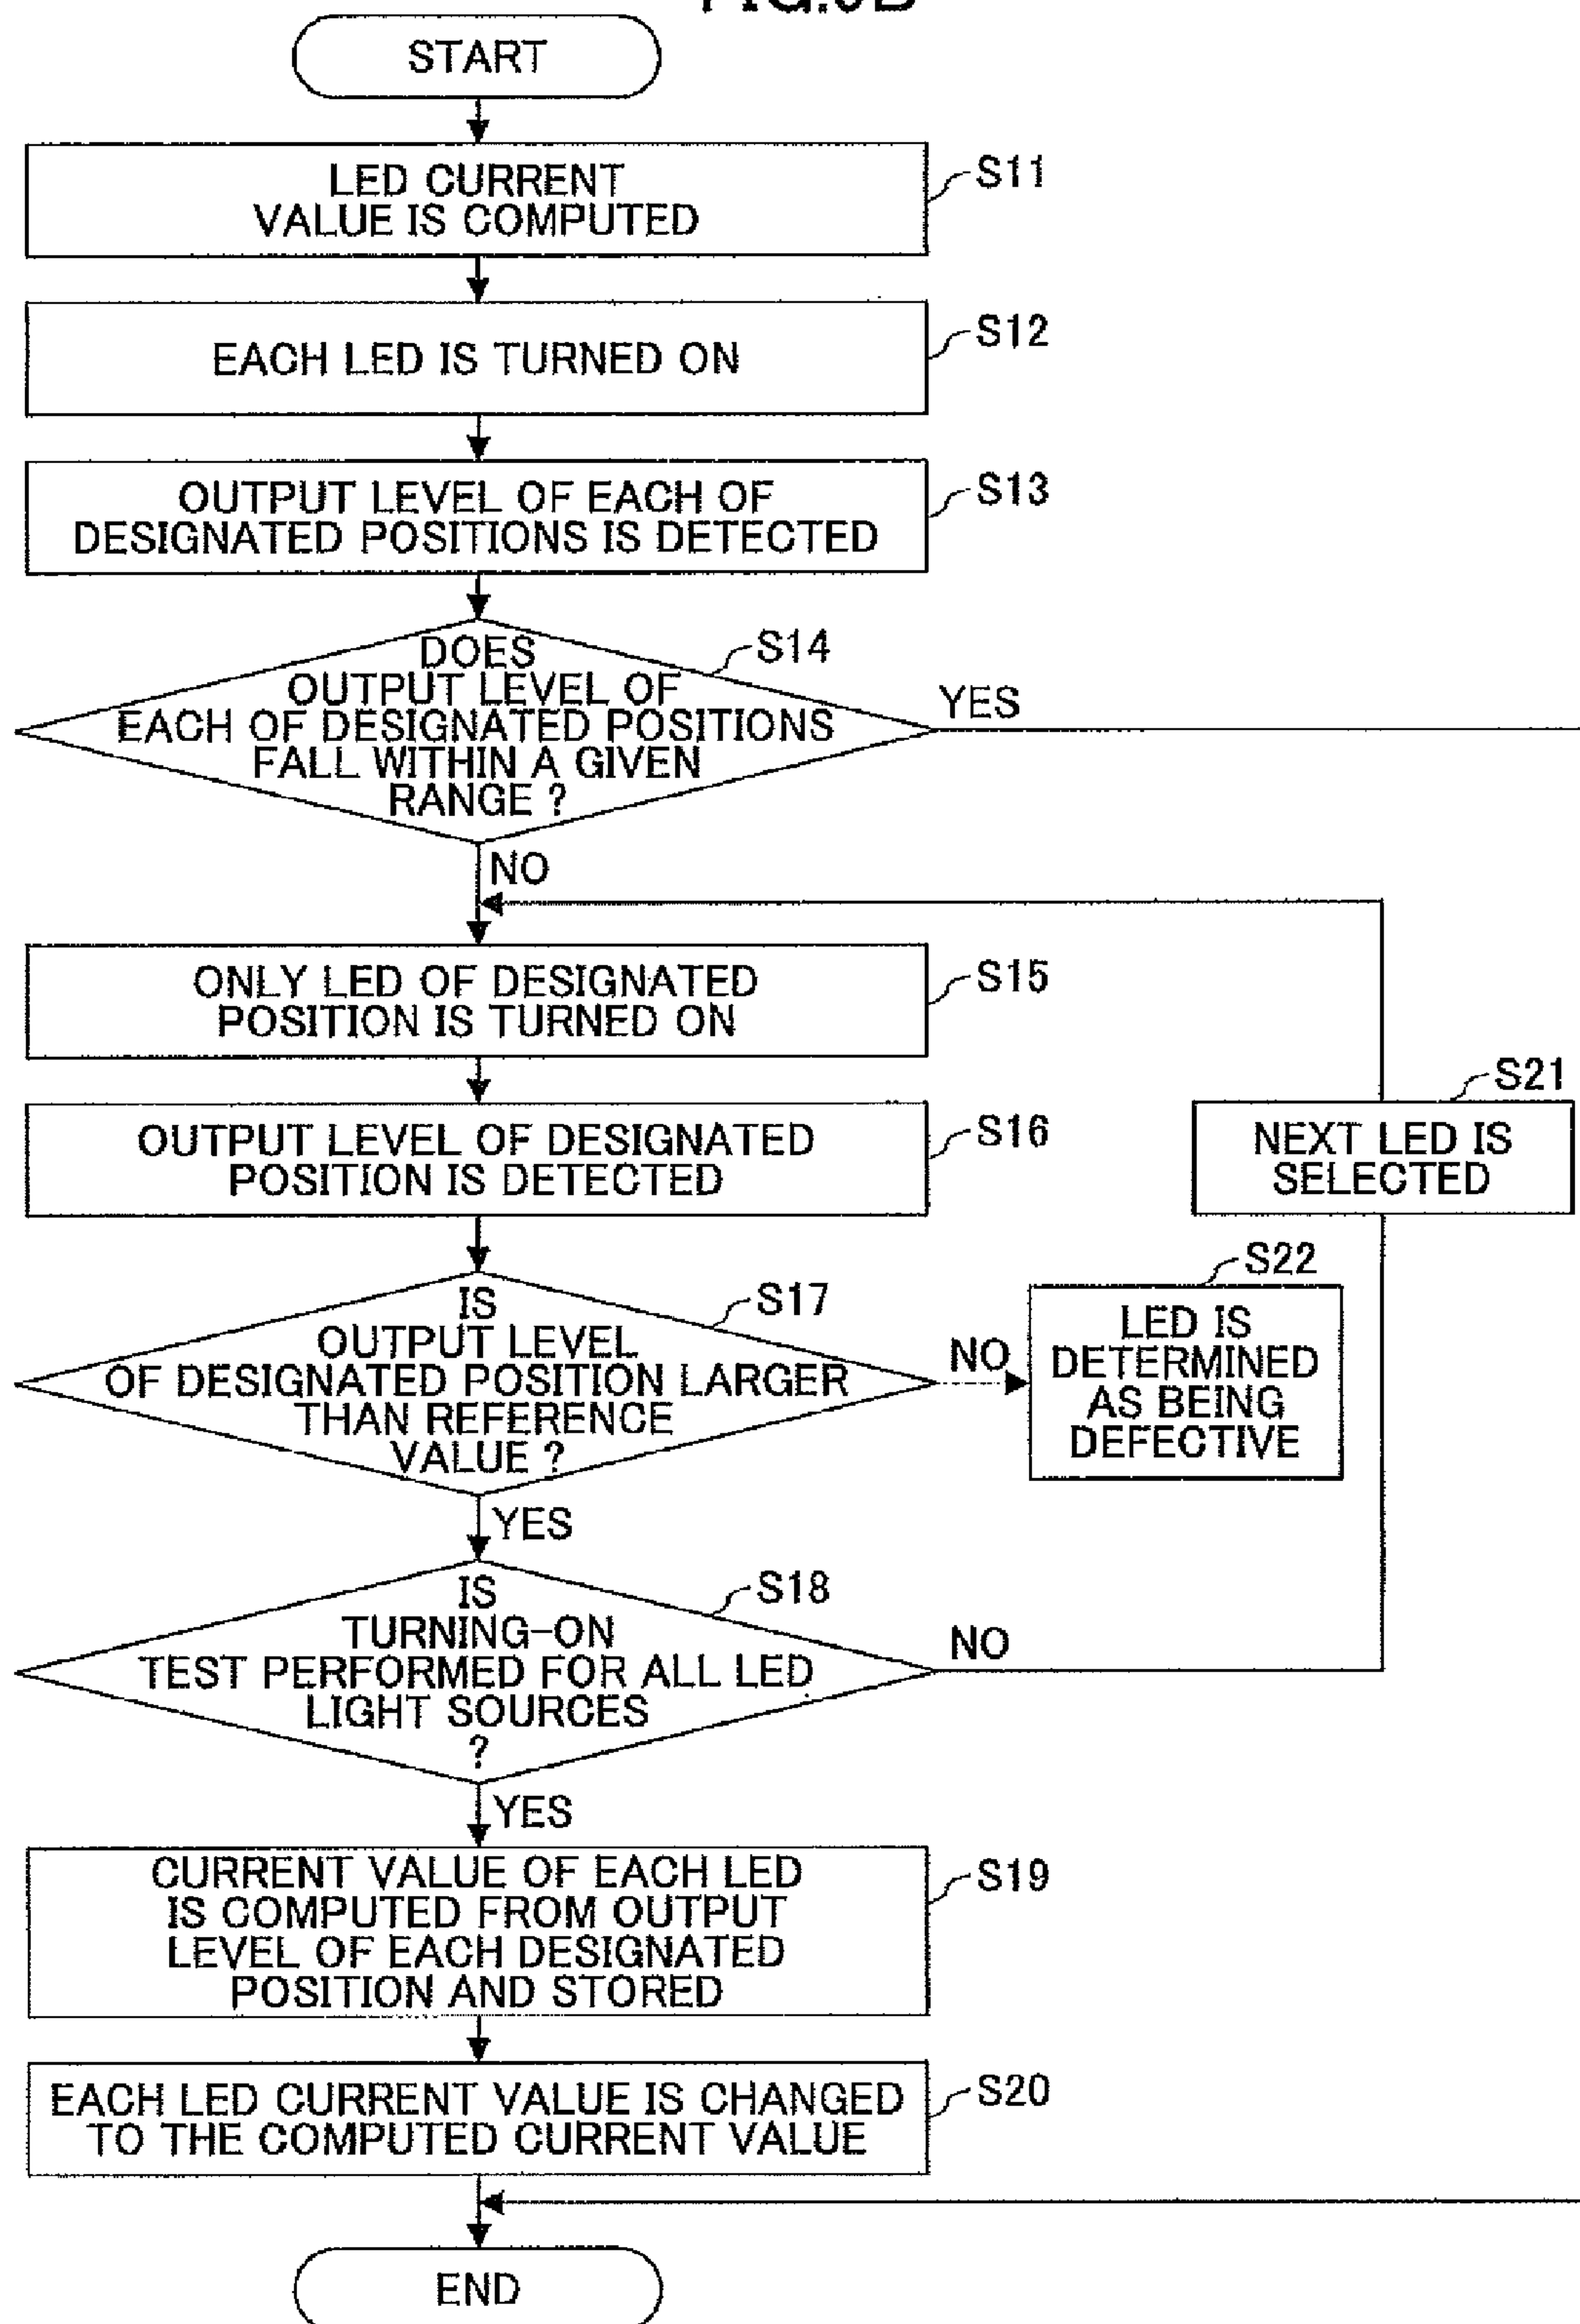 START
LED CURRENT
VALUE IS COMPUTED
S11
EACH LED IS TURNED ON
S12
OUTPUT LEVEL OF EACH OF
DESIGNATED POSITIONS IS DETECTED
S13
DOES
OUTPUT LEVEL OF
EACH OF DESIGNATED POSITIONS
FALL WITHIN A GIVEN
RANGE ?
S14
YES
NO
ONLY LED OF DESIGNATED
POSITION IS TURNED ON
S15
OUTPUT LEVEL OF DESIGNATED
POSITION IS DETECTED
S16
S21
NEXT LED IS
SELECTED
IS
OUTPUT LEVEL
OF DESIGNATED POSITION LARGER
THAN REFERENCE
VALUE ?
S17
NO
S22
LED IS
DETERMINED
AS BEING
DEFECTIVE
YES
IS
TURNING-ON
TEST PERFORMED FOR ALL LED
LIGHT SOURCES
?
S18
NO
YES
CURRENT VALUE OF EACH LED
IS COMPUTED FROM OUTPUT
LEVEL OF EACH DESIGNATED
POSITION AND STORED
S19
EACH LED CURRENT VALUE IS CHANGED
TO THE COMPUTED CURRENT VALUE
S20
END